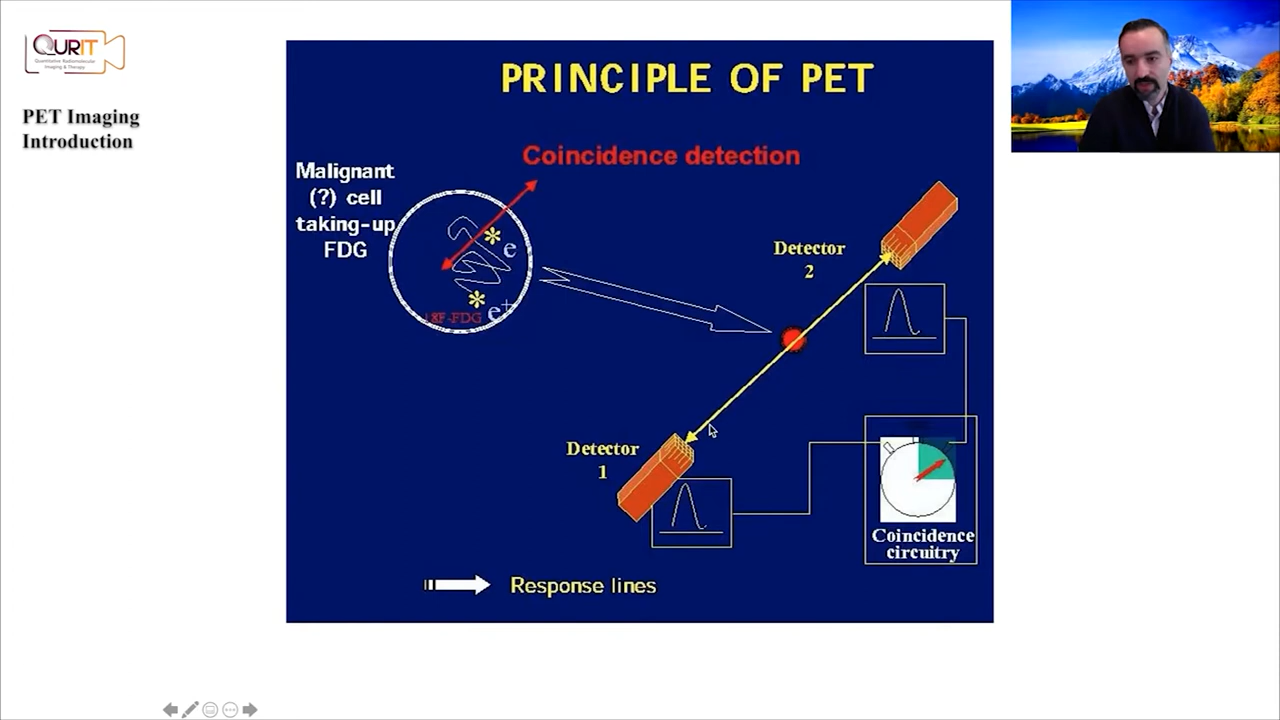 QURIT
Quantitative Radiomolecular
Imaging & Therapy
PET Imaging
Introduction
PRINCIPLE OF PET
Coincidence detection
Malignant
(?) cell
taking-up
FDG
e
e+
18F-FDG
Detector
2
Detector
1
Coincidence
circuitry
Response lines